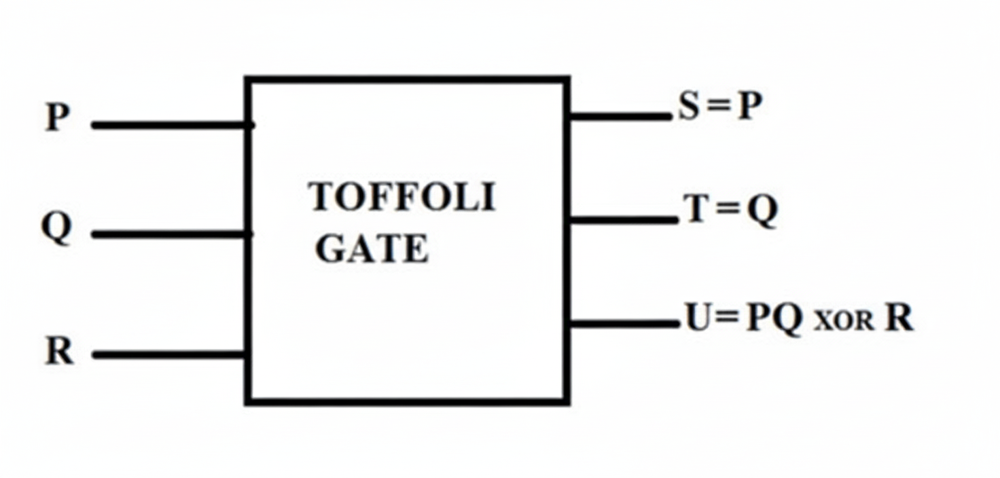 P
S=P
TOFFOLI
GATE
Q
T=Q
R
U=PQ XOR R